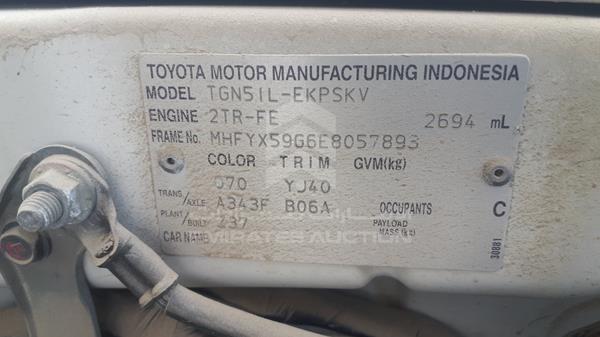 TOYOTA MOTOR MANUFACTURING INDONESIA
MODEL TGN51L-EKPSKV
ENGINE 2TR-FE 2694 mL
FRAME No. MHFYX59G6E8057893
COLOR TRIM GVM(kg)
070 YJ40
TRANS/AXLE A343F B06A OCCUPANTS C
PLANT/BUILT Z37 PAYLOAD MASS(kg)
CAR NAME
30881
EMIRATES AUCTION